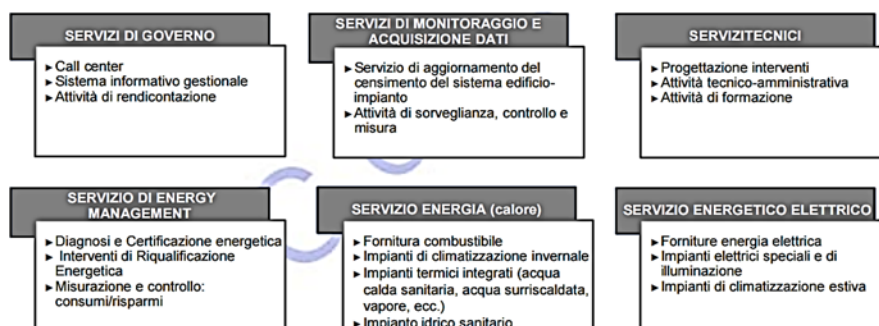 SERVIZI DI GOVERNO
► Call center
► Sistema informativo gestionale
► Attività di rendicontazione
SERVIZI DI MONITORAGGIO E
ACQUISIZIONE DATI
► Servizio di aggiornamento del
censimento del sistema edificio-
impianto
► Attività di sorveglianza, controllo e
misura
SERVIZITECNICI
► Progettazione interventi
► Attività tecnico-amministrativa
► Attività di formazione
SERVIZIO DI ENERGY
MANAGEMENT
► Diagnosi e Certificazione energetica
► Interventi di Riqualificazione
Energetica
► Misurazione e controllo:
consumi/risparmi
SERVIZIO ENERGIA (calore)
► Fornitura combustibile
► Impianti di climatizzazione invernale
► Impianti termici integrati (acqua
calda sanitaria, acqua surriscaldata,
vapore, ecc.)
► Impianto idrico sanitario
SERVIZIO ENERGETICO ELETTRICO
► Forniture energia elettrica
► Impianti elettrici speciali e di
illuminazione
► Impianti di climatizzazione estiva